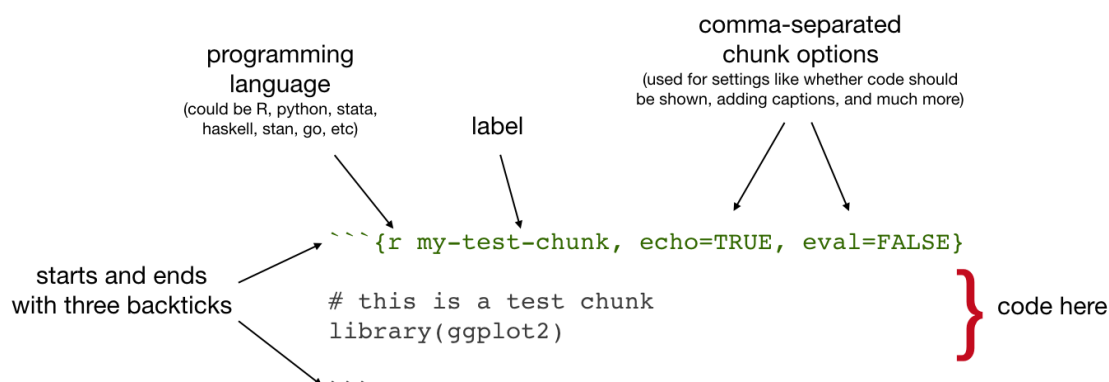 programming
language
(could be R, python, stata,
haskell, stan, go, etc)
label
comma-separated
chunk options
(used for settings like whether code should
be shown, adding captions, and much more)
```{r my-test-chunk, echo=TRUE, eval=FALSE}
starts and ends
with three backticks
# this is a test chunk
library(ggplot2)
code here
```